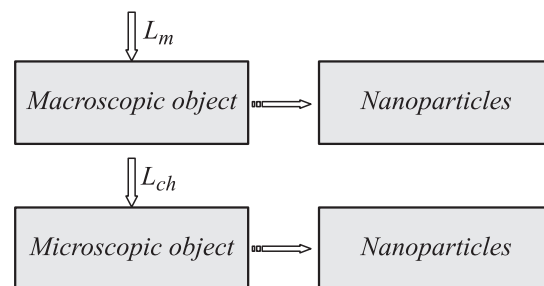 L_m
Macroscopic object
Nanoparticles
L_ch
Microscopic object
Nanoparticles